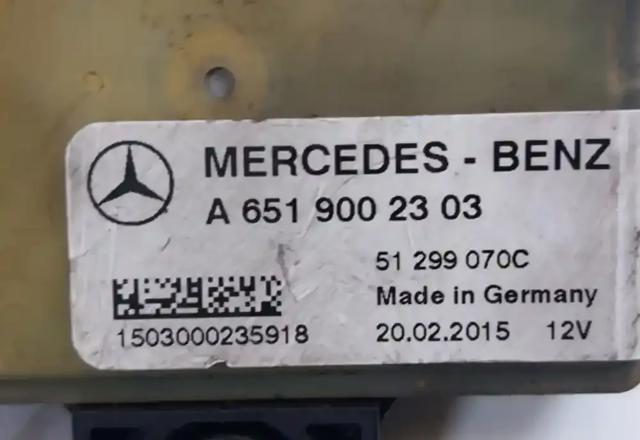 MERCEDES - BENZ
A 651 900 23 03
51 299 070C
Made in Germany
1503000235918
20.02.2015 12V